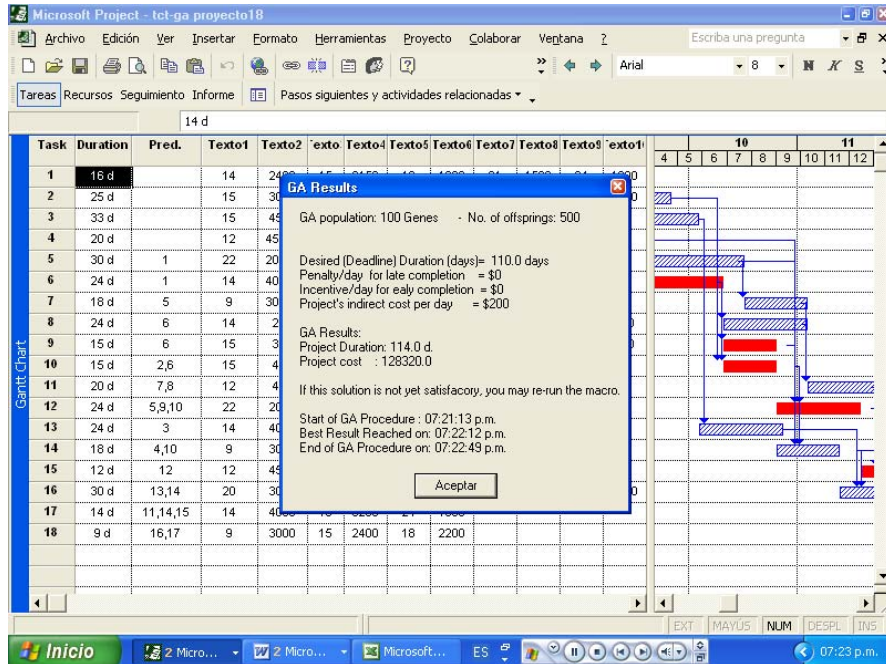 Microsoft Project - tct-ga proyecto18
Archivo Edición Ver Insertar Formato Herramientas Proyecto Colaborar Ventana ? Escriba una pregunta
Arial 8 N K S
Tareas Recursos Seguimiento Informe Pasos siguientes y actividades relacionadas
14 d
Task Duration Pred. Texto1 Texto2 Texto4 Texto5 Texto6 Texto7 Texto8 Texto9 10 11
4 5 6 7 8 9 10 11 12
1 16 d 14
2 25 d 15
3 33 d 15
4 20 d 12
5 30 d 1 22
6 24 d 1 14
7 18 d 5 9
8 24 d 6 14
9 15 d 6 15
10 15 d 2,6 15
11 20 d 7,8 12
12 24 d 5,9,10 22
13 24 d 3 14
14 18 d 4,10 9
15 12 d 12 12
16 30 d 13,14 20
17 14 d 11,14,15 14
18 9 d 16,17 9 3000 15 2400 18 2200
Gantt Chart
GA Results
GA population: 100 Genes - No. of offsprings: 500
Desired (Deadline) Duration (days)= 110.0 days
Penalty/day for late completion = $0
Incentive/day for ealy completion = $0
Project's indirect cost per day = $200
GA Results:
Project Duration: 114.0 d.
Project cost : 128320.0
If this solution is not yet satisfacory, you may re-run the macro.
Start of GA Procedure : 07:21:13 p.m.
Best Result Reached on: 07:22:12 p.m.
End of GA Procedure on: 07:22:49 p.m.
Aceptar
EXT MAYÚS NUM DESPL INS
Inicio 2 Micro... 2 Micro... Microsoft... ES 07:23 p.m.